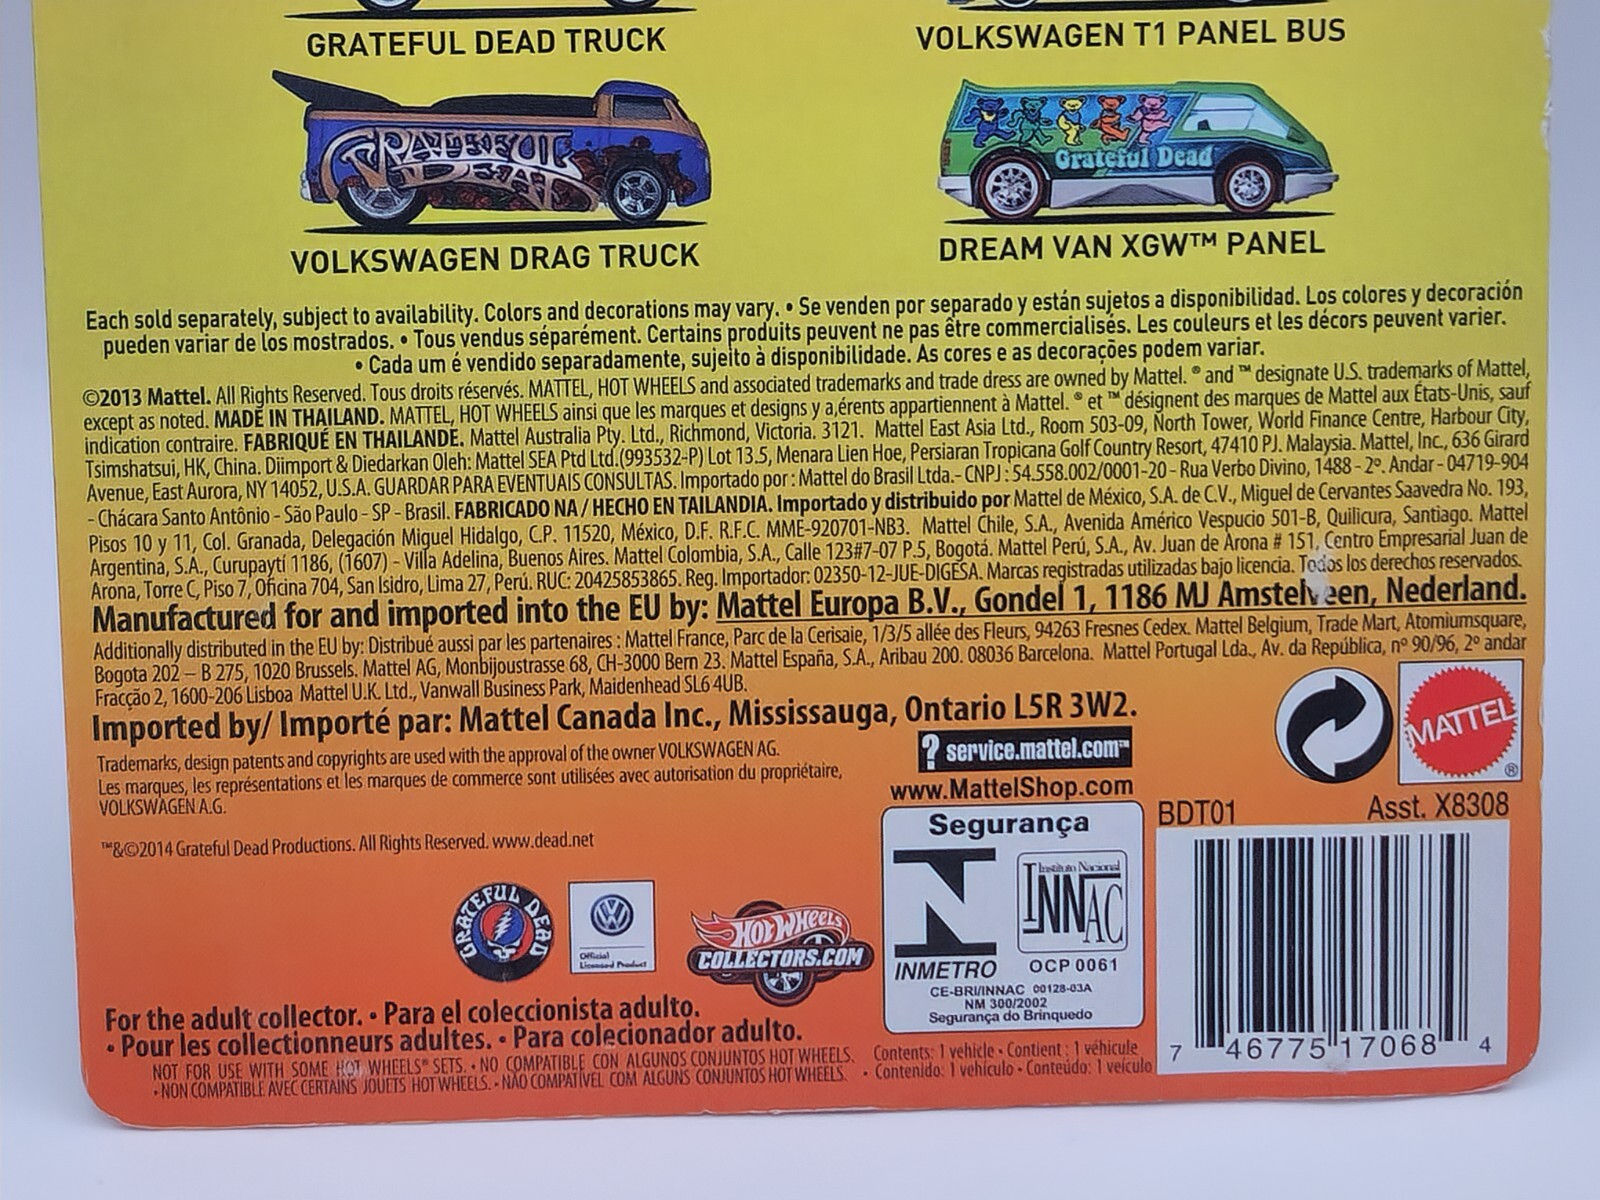 GRATEFUL DEAD TRUCK
VOLKSWAGEN T1 PANEL BUS
GRATEFUL DEAD
Grateful Dead
VOLKSWAGEN DRAG TRUCK
DREAM VAN XGW™ PANEL
Each sold separately, subject to availability. Colors and decorations may vary. • Se venden por separado y están sujetos a disponibilidad. Los colores y decoración
pueden variar de los mostrados. • Tous vendus séparément. Certains produits peuvent ne pas être commercialisés. Les couleurs et les décors peuvent varier.
• Cada um é vendido separadamente, sujeito à disponibilidade. As cores e as decorações podem variar.
©2013 Mattel. All Rights Reserved. Tous droits réservés. MATTEL, HOT WHEELS and associated trademarks and trade dress are owned by Mattel. ® and ™ designate U.S. trademarks of Mattel,
except as noted. MADE IN THAILAND. MATTEL, HOT WHEELS ainsi que les marques et designs y a,érents appartiennent à Mattel. ® et ™ désignent des marques de Mattel aux États-Unis, sauf
indication contraire. FABRIQUÉ EN THAILANDE. Mattel Australia Pty. Ltd., Richmond, Victoria. 3121. Mattel East Asia Ltd., Room 503-09, North Tower, World Finance Centre, Harbour City,
Tsimshatsui, HK, China. Diimport & Diedarkan Oleh: Mattel SEA Ptd Ltd.(993532-P) Lot 13.5, Menara Lien Hoe, Persiaran Tropicana Golf Country Resort, 47410 PJ. Malaysia. Mattel, Inc., 636 Girard
Avenue, East Aurora, NY 14052, U.S.A. GUARDAR PARA EVENTUAIS CONSULTAS. Importado por : Mattel do Brasil Ltda.- CNPJ : 54.558.002/0001-20 - Rua Verbo Divino, 1488 - 2º. Andar - 04719-904
- Chácara Santo Antônio - São Paulo - SP - Brasil. FABRICADO NA / HECHO EN TAILANDIA. Importado y distribuido por Mattel de México, S.A. de C.V., Miguel de Cervantes Saavedra No. 193,
Pisos 10 y 11, Col. Granada, Delegación Miguel Hidalgo, C.P. 11520, México, D.F. R.F.C. MME-920701-NB3. Mattel Chile, S.A., Avenida Américo Vespucio 501-B, Quilicura, Santiago. Mattel
Argentina, S.A., Curupaytí 1186, (1607) - Villa Adelina, Buenos Aires. Mattel Colombia, S.A., Calle 123#7-07 P.5, Bogotá. Mattel Perú, S.A., Av. Juan de Arona # 151, Centro Empresarial Juan de
Arona, Torre C, Piso 7, Oficina 704, San Isidro, Lima 27, Perú. RUC: 20425853865. Reg. Importador: 02350-12-JUE-DIGESA. Marcas registradas utilizadas bajo licencia. Todos los derechos reservados.
Manufactured for and imported into the EU by: Mattel Europa B.V., Gondel 1, 1186 MJ Amstelveen, Nederland.
Additionally distributed in the EU by: Distribué aussi par les partenaires : Mattel France, Parc de la Cerisaie, 1/3/5 allée des Fleurs, 94263 Fresnes Cedex. Mattel Belgium, Trade Mart, Atomiumsquare,
Bogota 202 – B 275, 1020 Brussels. Mattel AG, Monbijoustrasse 68, CH-3000 Bern 23. Mattel España, S.A., Aribau 200. 08036 Barcelona. Mattel Portugal Lda., Av. da República, nº 90/96, 2º andar
Fracção 2, 1600-206 Lisboa Mattel U.K. Ltd., Vanwall Business Park, Maidenhead SL6 4UB.
Imported by/ Importé par: Mattel Canada Inc., Mississauga, Ontario L5R 3W2.
Trademarks, design patents and copyrights are used with the approval of the owner VOLKSWAGEN AG.
Les marques, les représentations et les marques de commerce sont utilisées avec autorisation du propriétaire,
VOLKSWAGEN A.G.
? service.mattel.com™
www.MattelShop.com
MATTEL
®
™&©2014 Grateful Dead Productions. All Rights Reserved. www.dead.net
BDT01
Asst. X8308
Segurança
Instituto Nacional
INNAC
INMETRO
OCP 0061
CE-BRI/INNAC 00128-03A
NM 300/2002
Segurança do Brinquedo
GRATEFUL DEAD
VW
Official
Licensed Product
HOT WHEELS
COLLECTORS.COM
For the adult collector. • Para el coleccionista adulto.
• Pour les collectionneurs adultes. • Para colecionador adulto.
NOT FOR USE WITH SOME HOT WHEELS® SETS. • NO COMPATIBLE CON ALGUNOS CONJUNTOS HOT WHEELS.
• NON COMPATIBLE AVEC CERTAINS JOUETS HOT WHEELS. • NÃO COMPATÍVEL COM ALGUNS CONJUNTOS HOT WHEELS.
Contents: 1 vehicle • Contient : 1 véhicule
• Contenido: 1 vehículo • Conteúdo: 1 veículo
7 46775 17068 4